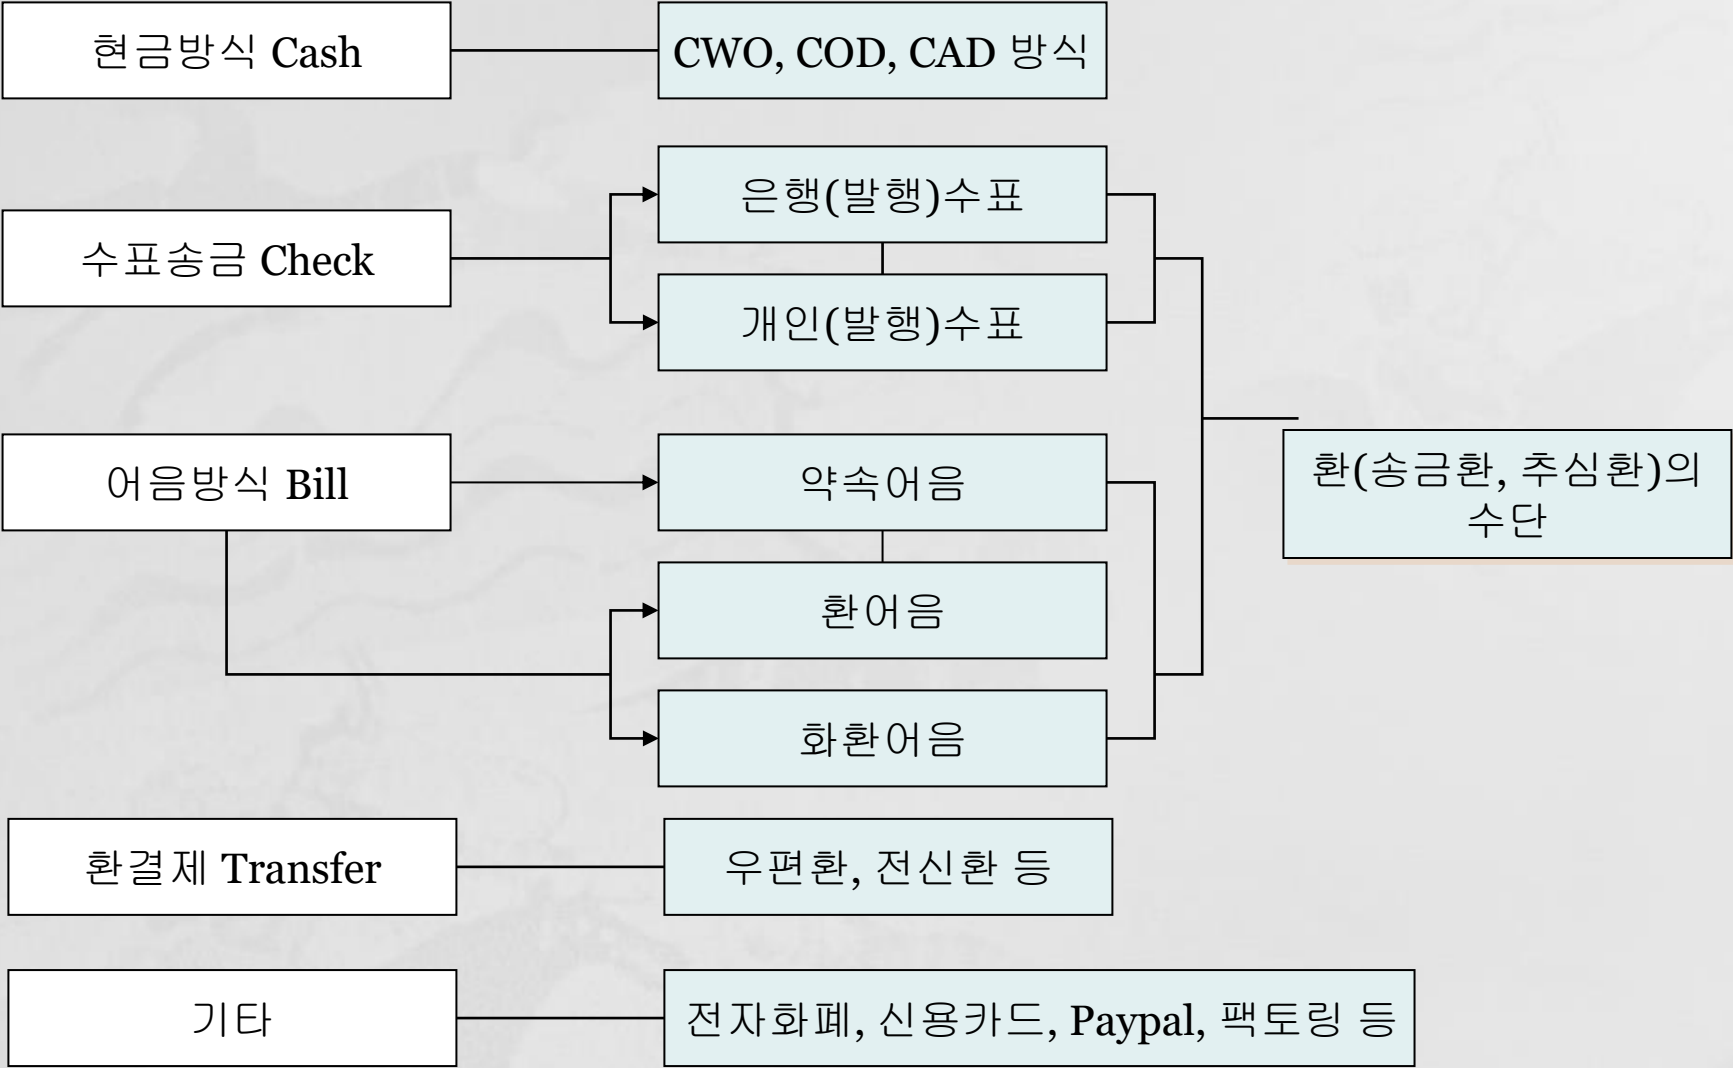 현금방식 Cash
CWO, COD, CAD 방식
은행(발행)수표
수표송금 Check
개인(발행)수표
어음방식 Bill
약속어음
환(송금환, 추심환)의
수단
환어음
화환어음
환결제 Transfer
우편환, 전신환 등
기타
전자화폐, 신용카드, Paypal, 팩토링 등